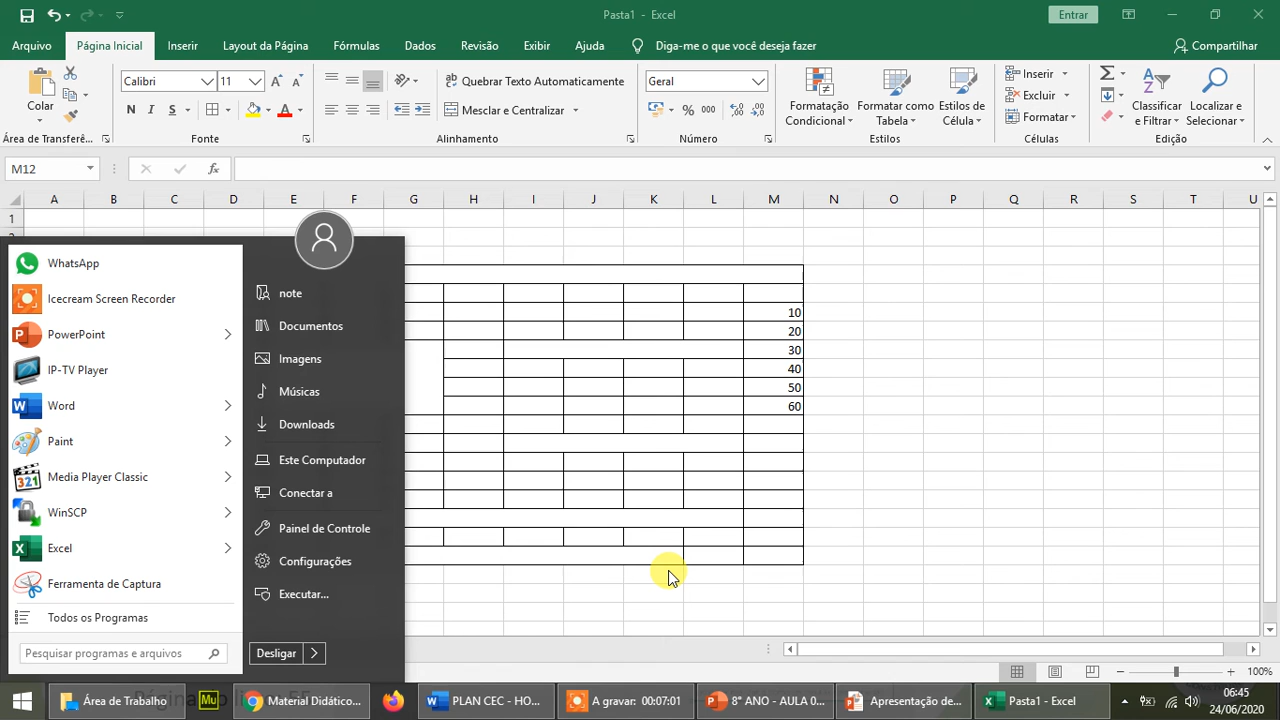 Pasta1 - Excel
Entrar
Arquivo Página Inicial Inserir Layout da Página Fórmulas Dados Revisão Exibir Ajuda Diga-me o que você deseja fazer Compartilhar
Colar
Calibri 11
N I S
Quebrar Texto Automaticamente
Mesclar e Centralizar
Geral
% 000
Formatação Condicional
Formatar como Tabela
Estilos de Célula
Inserir
Excluir
Formatar
Classificar e Filtrar
Localizar e Selecionar
Área de Transferê... Fonte Alinhamento Número Estilos Células Edição
M12 fx
A B C D E F G H I J K L M N O P Q R S T U
1
2
10
20
30
40
50
60
WhatsApp
Icecream Screen Recorder
PowerPoint
IP-TV Player
Word
Paint
Media Player Classic
WinSCP
Excel
Ferramenta de Captura
Todos os Programas
Pesquisar programas e arquivos
note
Documentos
Imagens
Músicas
Downloads
Este Computador
Conectar a
Painel de Controle
Configurações
Executar...
Desligar
100%
Área de Trabalho Mu Material Didático... PLAN CEC - HO... A gravar: 00:07:01 8° ANO - AULA 0... Apresentação de... Pasta1 - Excel
06:45
24/06/2020